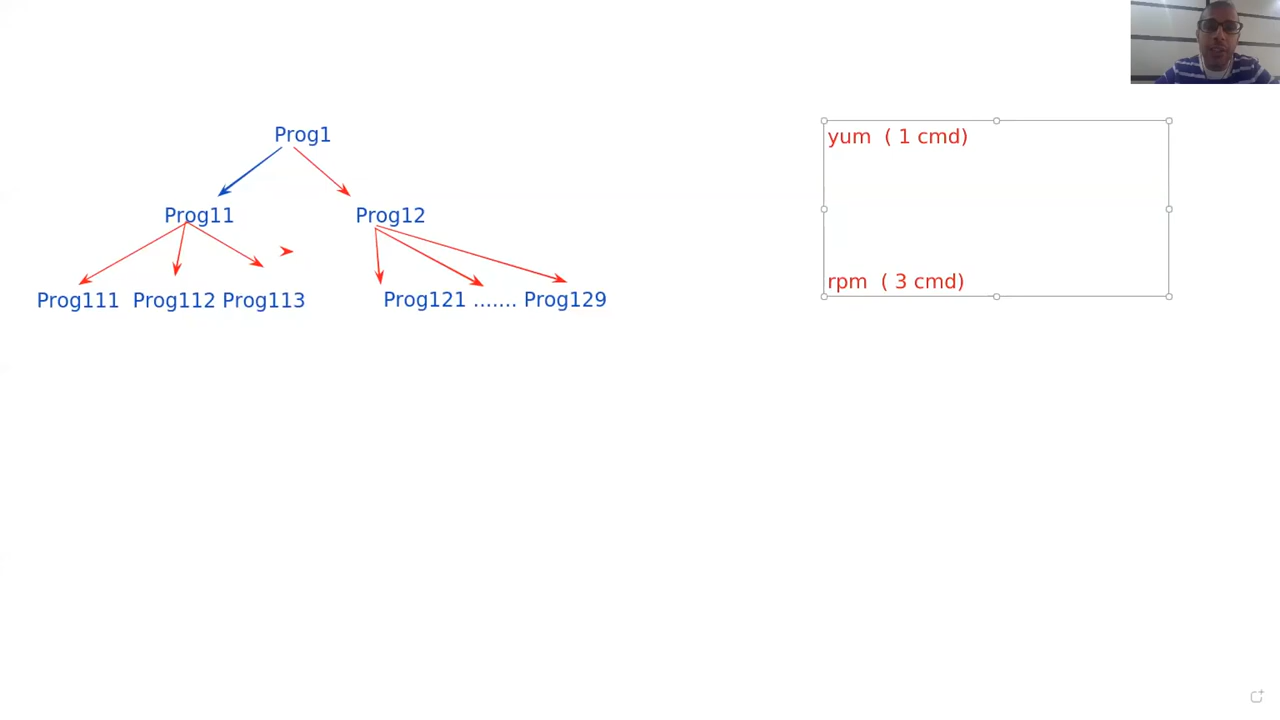 Prog1
Prog11 Prog12
Prog111 Prog112 Prog113 Prog121 ....... Prog129
yum ( 1 cmd)
rpm ( 3 cmd)